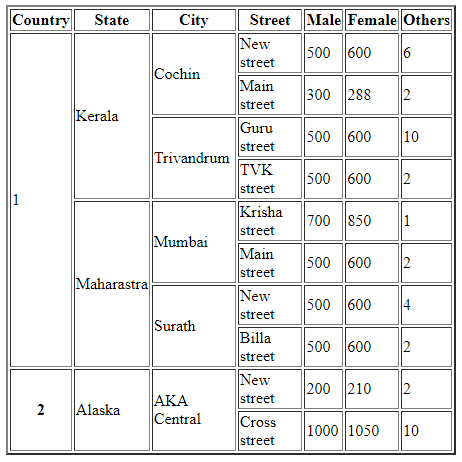 Country State City Street Male Female Others
1 Kerala Cochin New street 500 600 6
Main street 300 288 2
Trivandrum Guru street 500 600 10
TVK street 500 600 2
Maharastra Mumbai Krisha street 700 850 1
Main street 500 600 2
Surath New street 500 600 4
Billa street 500 600 2
2 Alaska AKA Central New street 200 210 2
Cross street 1000 1050 10